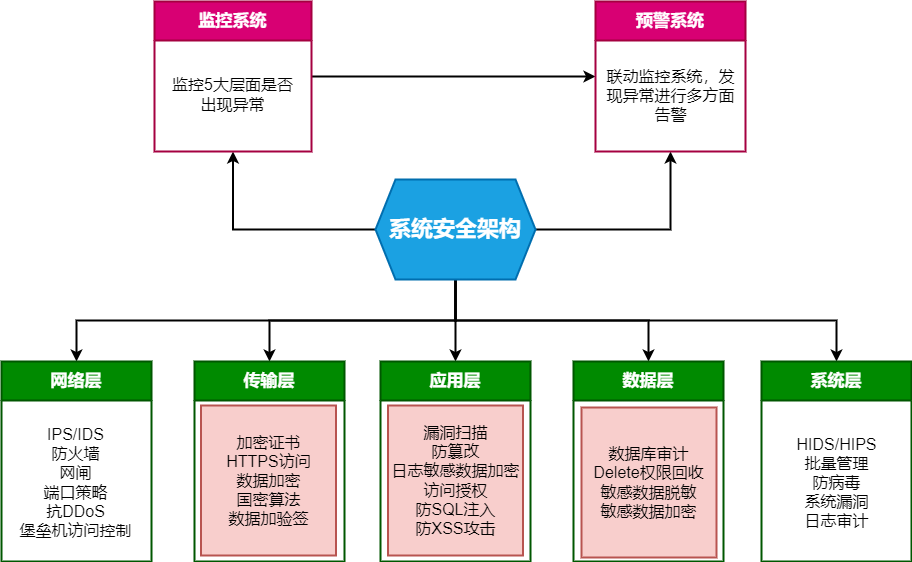 监控系统
监控5大层面是否
出现异常
预警系统
联动监控系统，发
现异常进行多方面
告警
系统安全架构
网络层
IPS/IDS
防火墙
网闸
端口策略
抗DDoS
堡垒机访问控制
传输层
加密证书
HTTPS访问
数据加密
国密算法
数据加验签
应用层
漏洞扫描
防篡改
日志敏感数据加密
访问授权
防SQL注入
防XSS攻击
数据层
数据库审计
Delete权限回收
敏感数据脱敏
敏感数据加密
系统层
HIDS/HIPS
批量管理
防病毒
系统漏洞
日志审计